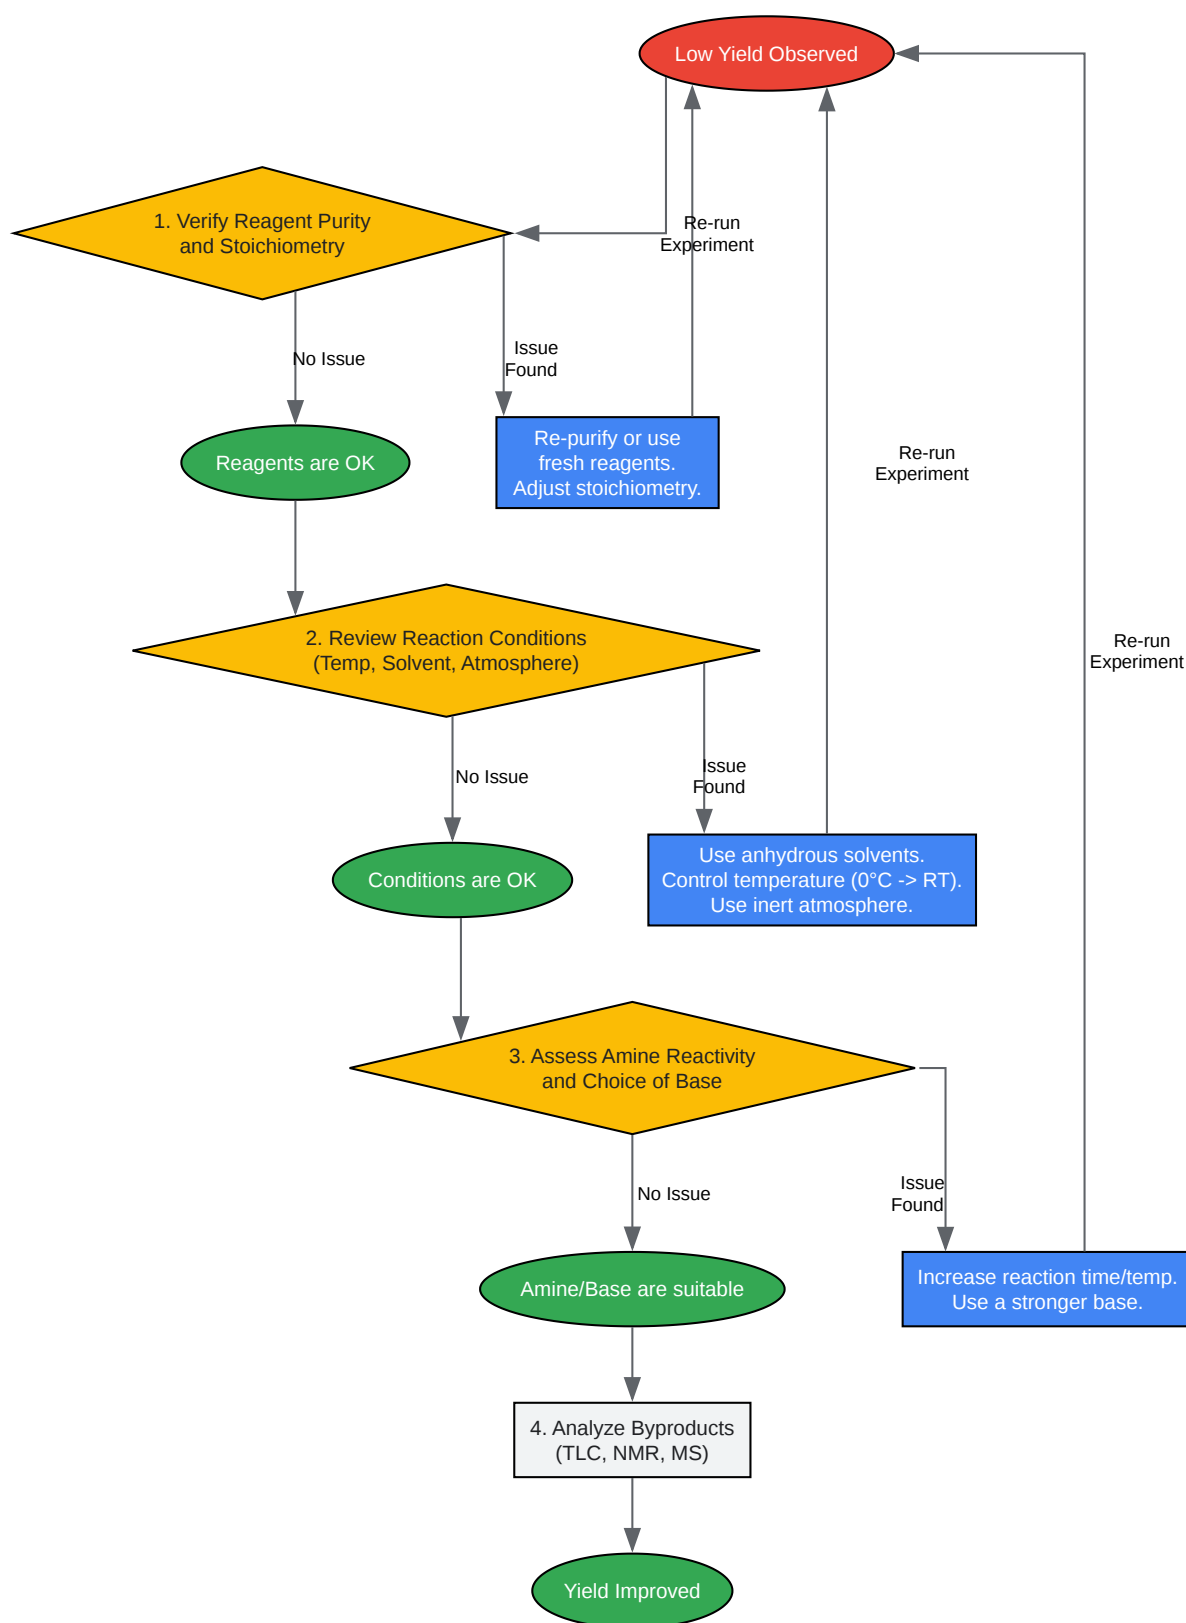 Low Yield Observed
1. Verify Reagent Purity
and Stoichiometry
Re-run
Experiment
No Issue
Issue
Found
Reagents are OK
Re-purify or use
fresh reagents.
Adjust stoichiometry.
Re-run
Experiment
2. Review Reaction Conditions
(Temp, Solvent, Atmosphere)
Re-run
Experiment
No Issue
Issue
Found
Conditions are OK
Use anhydrous solvents.
Control temperature (0°C -> RT).
Use inert atmosphere.
3. Assess Amine Reactivity
and Choice of Base
No Issue
Issue
Found
Amine/Base are suitable
Increase reaction time/temp.
Use a stronger base.
4. Analyze Byproducts
(TLC, NMR, MS)
Yield Improved